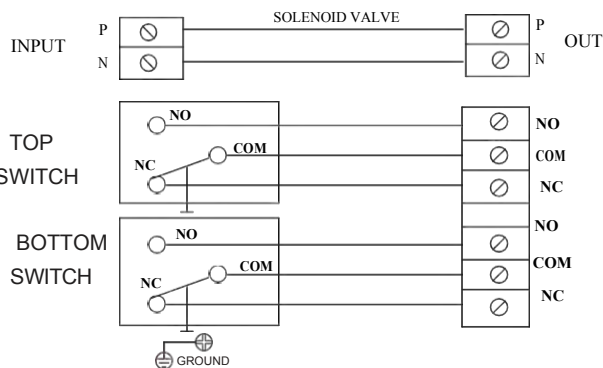 SOLENOID VALVE
INPUT P P OUT
N N
NO NO
TOP COM COM
SWITCH NC NC
BOTTOM NO NO
SWITCH COM COM
NC NC
GROUND